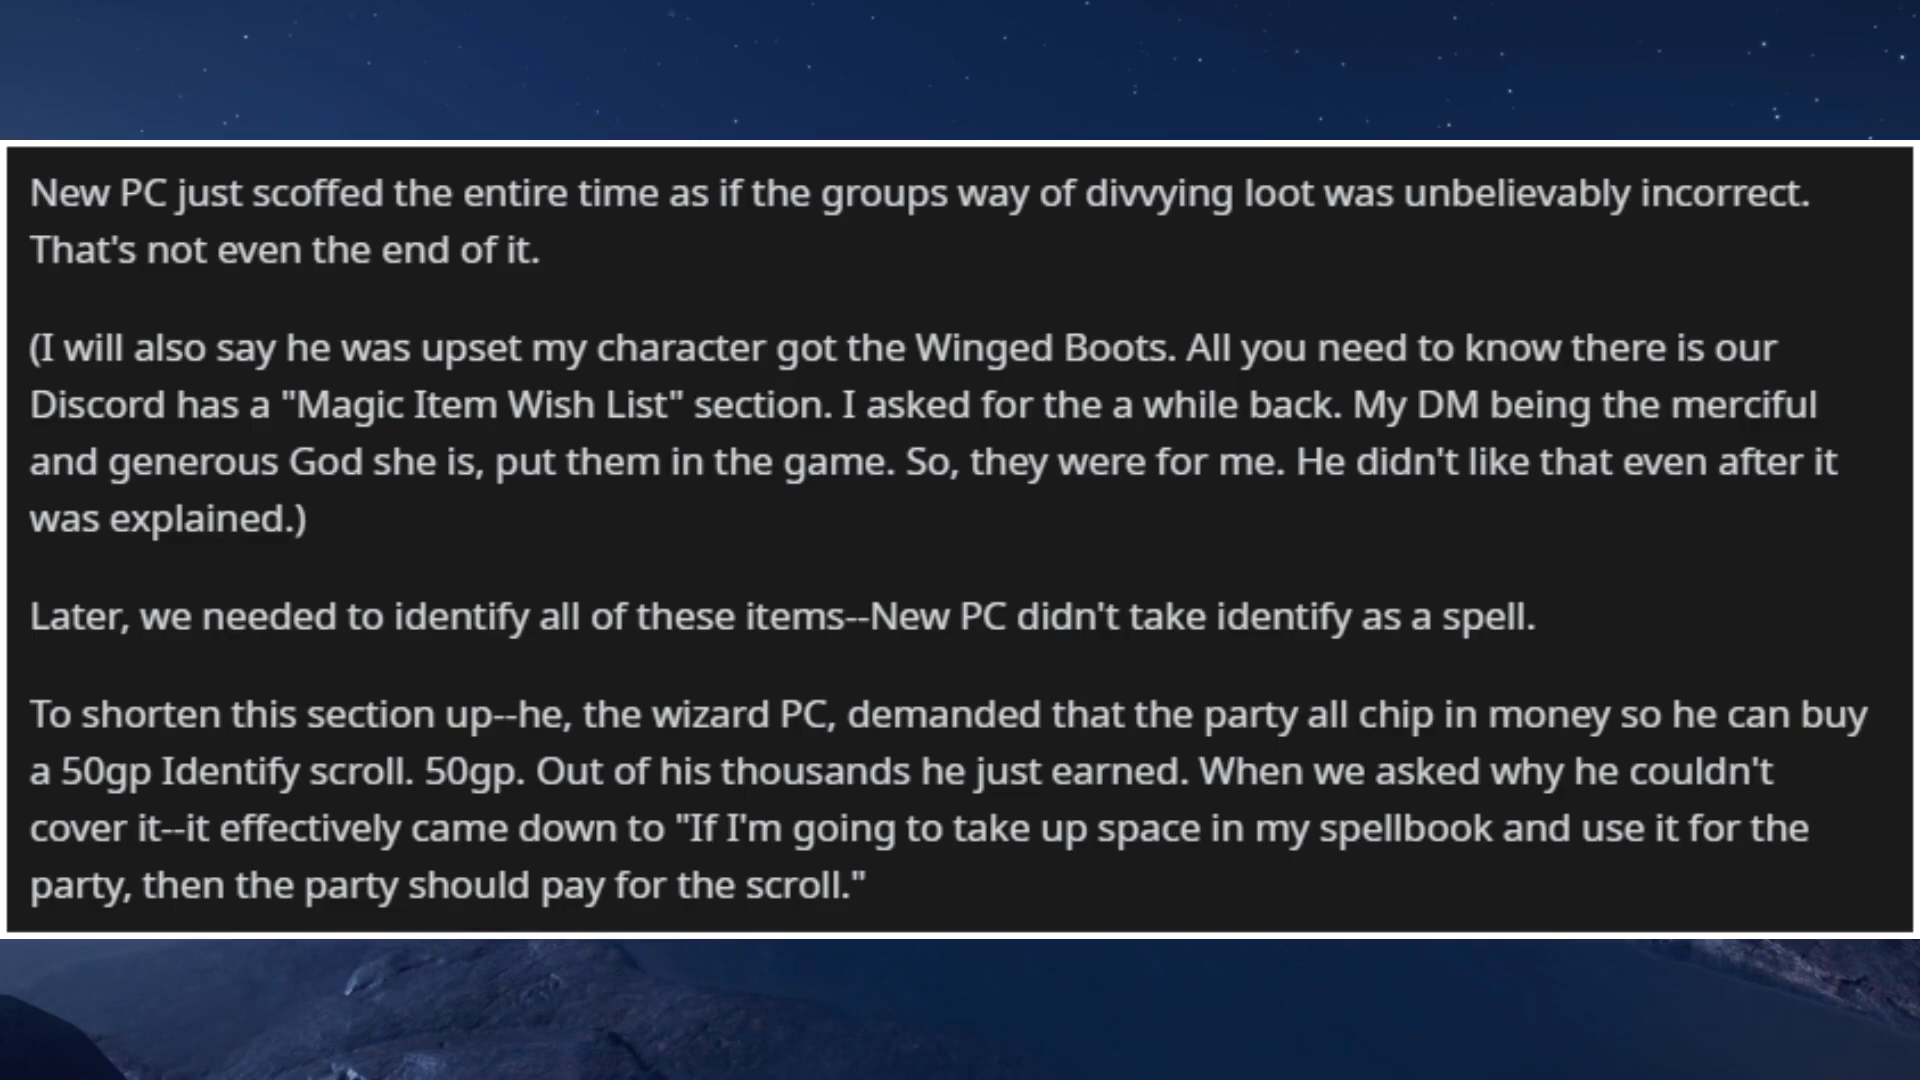 New PC just scoffed the entire time as if the groups way of divvying loot was unbelievably incorrect.
That's not even the end of it.
(I will also say he was upset my character got the Winged Boots. All you need to know there is our
Discord has a "Magic Item Wish List" section. I asked for the a while back. My DM being the merciful
and generous God she is, put them in the game. So, they were for me. He didn't like that even after it
was explained.)
Later, we needed to identify all of these items--New PC didn't take identify as a spell.
To shorten this section up--he, the wizard PC, demanded that the party all chip in money so he can buy
a 50gp Identify scroll. 50gp. Out of his thousands he just earned. When we asked why he couldn't
cover it--it effectively came down to "If I'm going to take up space in my spellbook and use it for the
party, then the party should pay for the scroll."